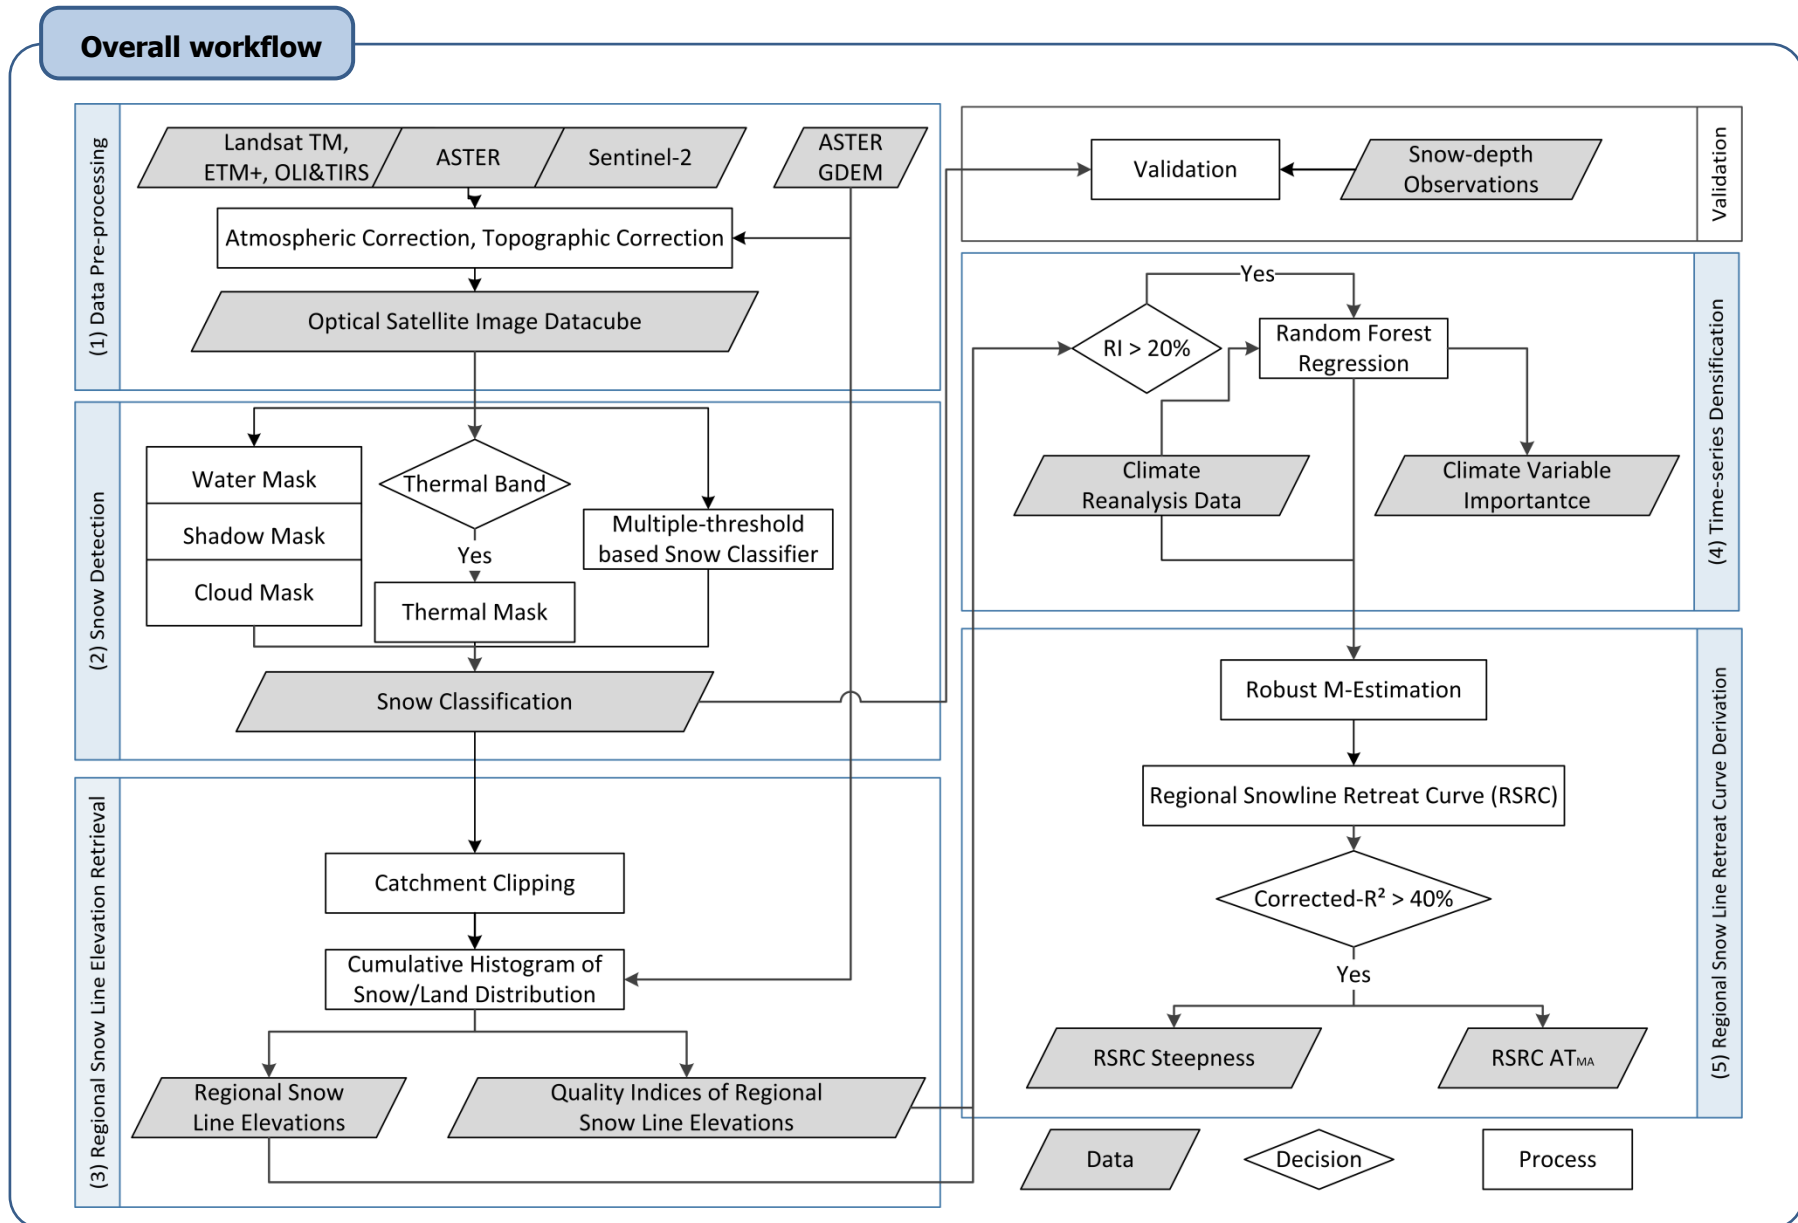 Overall workflow
(1) Data Pre-processing
Landsat TM,
ETM+, OLI&TIRS
ASTER
Sentinel-2
ASTER
GDEM
Atmospheric Correction, Topographic Correction
Optical Satellite Image Datacube
(2) Snow Detection
Water Mask
Shadow Mask
Cloud Mask
Thermal Band
Yes
Thermal Mask
Multiple-threshold
based Snow Classifier
Snow Classification
(3) Regional Snow Line Elevation Retrieval
Catchment Clipping
Cumulative Histogram of
Snow/Land Distribution
Regional Snow
Line Elevations
Quality Indices of Regional
Snow Line Elevations
Validation
Snow-depth
Observations
Validation
Yes
RI > 20%
Random Forest
Regression
Climate
Reanalysis Data
Climate Variable
Importantce
(4) Time-series Densification
Robust M-Estimation
Regional Snowline Retreat Curve (RSRC)
Corrected-R² > 40%
Yes
RSRC Steepness
RSRC ATMA
(5) Regional Snow Line Retreat Curve Derivation
Data
Decision
Process